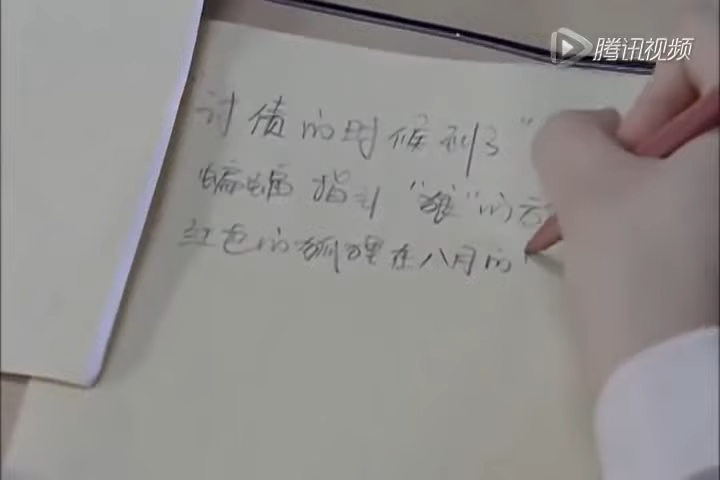 腾讯视频
讨债的时候到了“
蝙蝠指引“狼”的
红色的狐狸在八月的